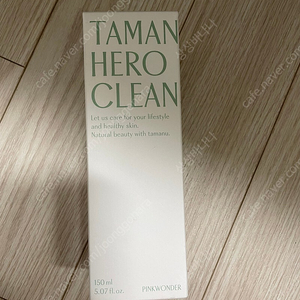 TAMAN
HERO
CLEAN
Let us care for your lifestyle
and healthy skin.
Natural beauty with tamanu.
150 ml
5.07 fl. oz.
PINKWONDER